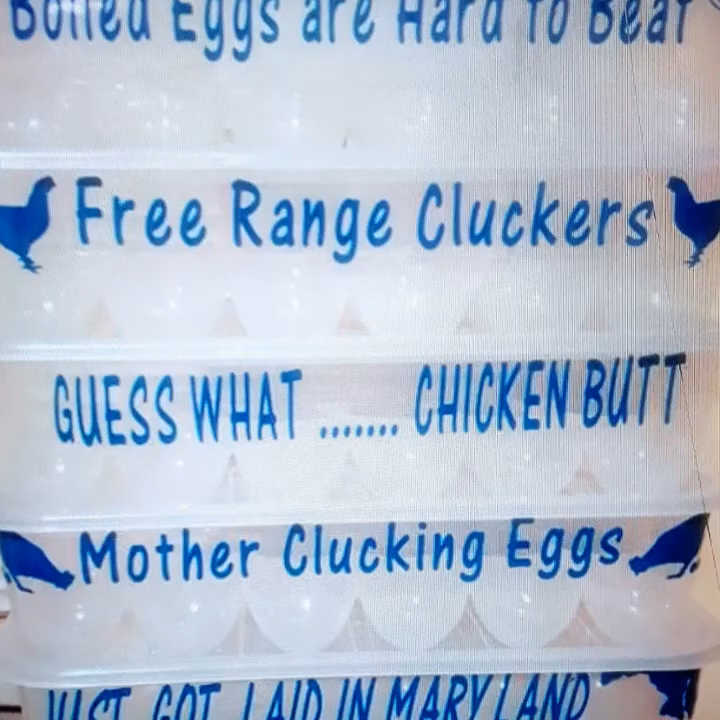 Boiled Eggs are Hard To Beat
Free Range Cluckers
GUESS WHAT ....... CHICKEN BUTT
Mother Clucking Eggs
JUST GOT LAID IN MARYLAND